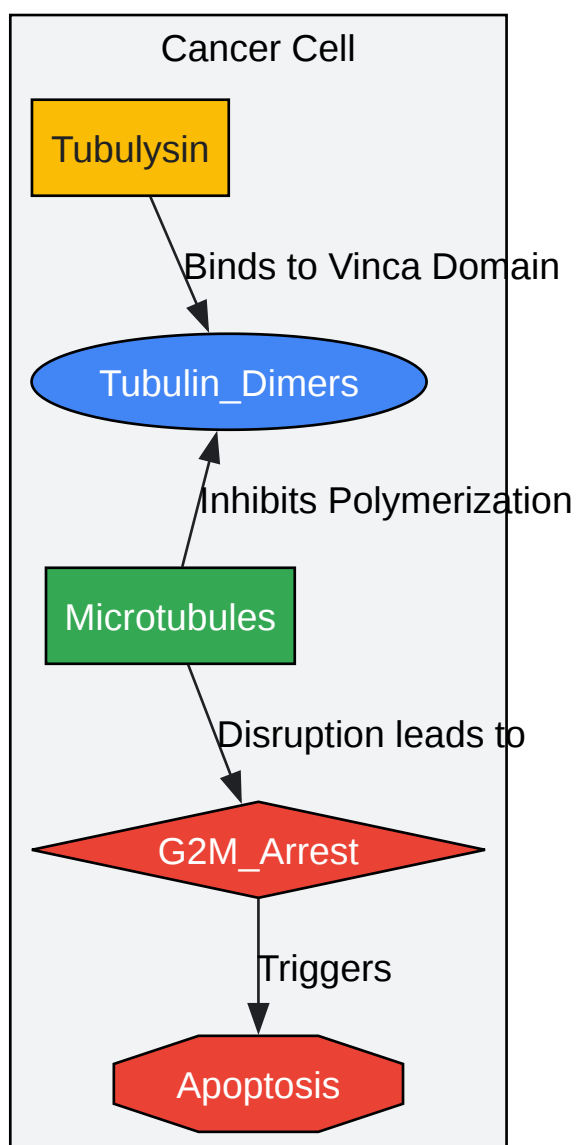 Cancer Cell
Tubulysin
Binds to Vinca Domain
Tubulin_Dimers
Inhibits Polymerization
Microtubules
Disruption leads to
G2M_Arrest
Triggers
Apoptosis